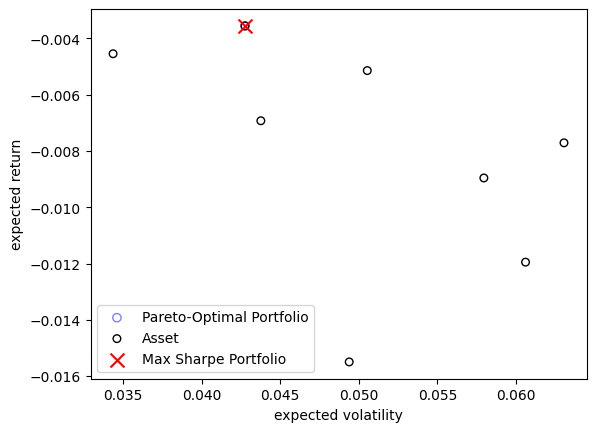 −0.004
−0.006
−0.008
−0.010
−0.012
−0.014
−0.016
expected return
Pareto-Optimal Portfolio
Asset
Max Sharpe Portfolio
0.035
0.040
0.045
0.050
0.055
0.060
expected volatility